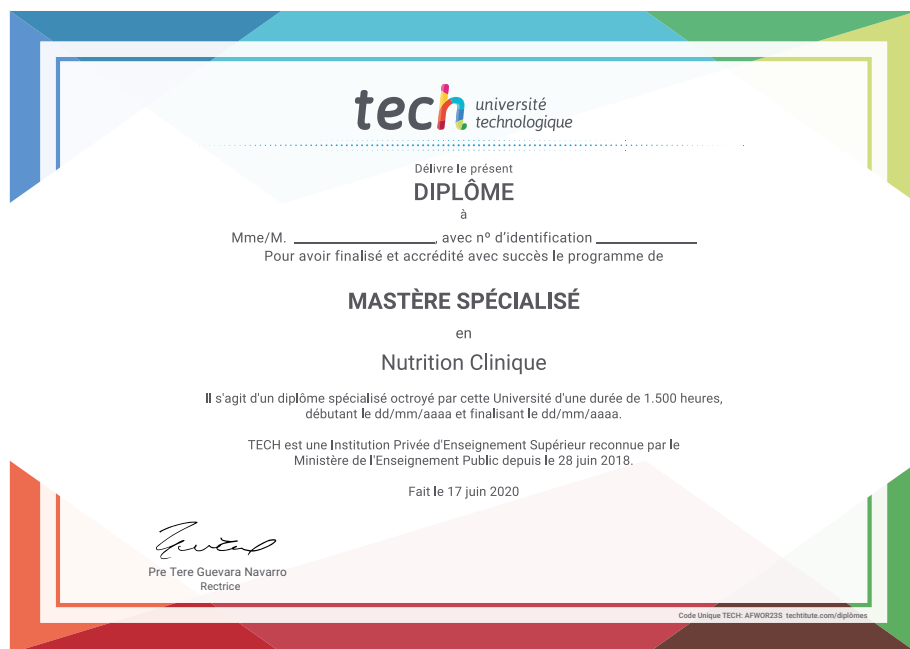 tech université
technologique
Délivre le présent
DIPLÔME
à
Mme/M. ____________, avec nº d'identification ____________
Pour avoir finalisé et accrédité avec succès le programme de
MASTÈRE SPÉCIALISÉ
en
Nutrition Clinique
Il s'agit d'un diplôme spécialisé octroyé par cette Université d'une durée de 1.500 heures,
débutant le dd/mm/aaaa et finalisant le dd/mm/aaaa.
TECH est une Institution Privée d'Enseignement Supérieur reconnue par le
Ministère de l'Enseignement Public depuis le 28 juin 2018.
Fait le 17 juin 2020
Pre Tere Guevara Navarro
Rectrice
Code Unique TECH: AFWOR23S techtitute.com/diplômes